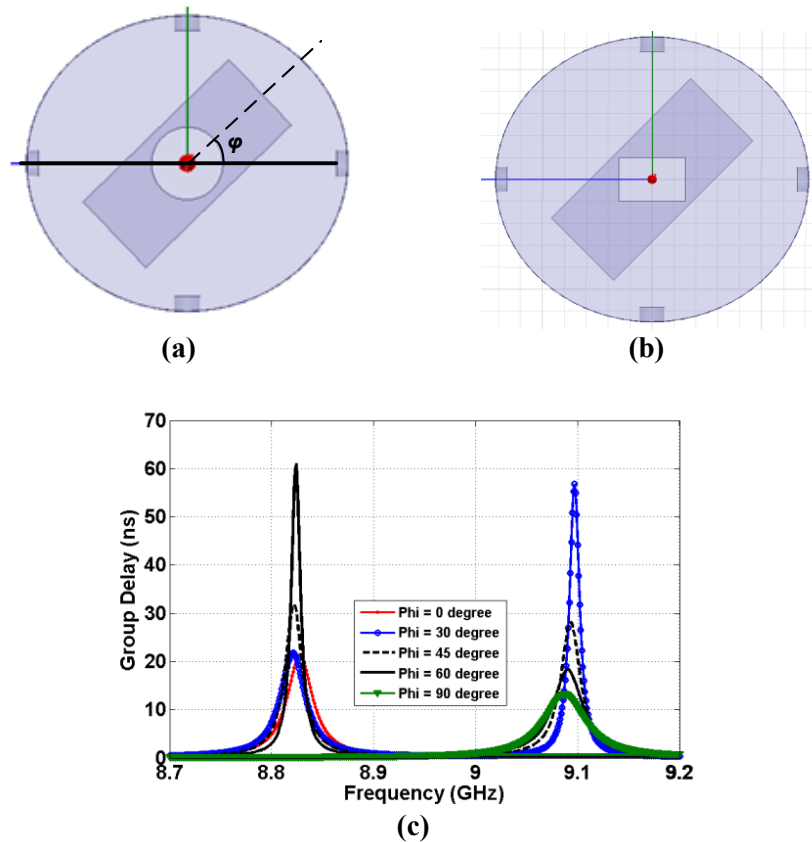 φ
(a)
(b)
70
60
50
40
30
20
10
0
Group Delay (ns)
Phi = 0 degree
Phi = 30 degree
Phi = 45 degree
Phi = 60 degree
Phi = 90 degree
8.7 8.8 8.9 9 9.1 9.2
Frequency (GHz)
(c)